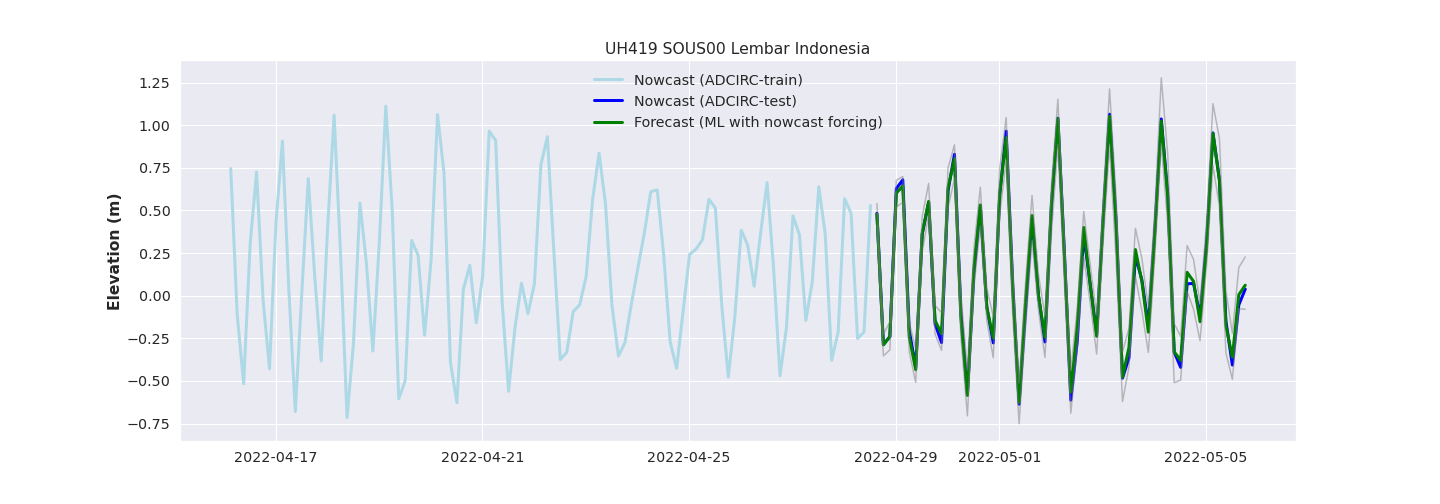 UH419 SOUS00 Lembar Indonesia
Nowcast (ADCIRC-train)
Nowcast (ADCIRC-test)
Forecast (ML with nowcast forcing)
Elevation (m)
1.25
1.00
0.75
0.50
0.25
0.00
−0.25
−0.50
−0.75
2022-04-17 2022-04-21 2022-04-25 2022-04-29 2022-05-01 2022-05-05